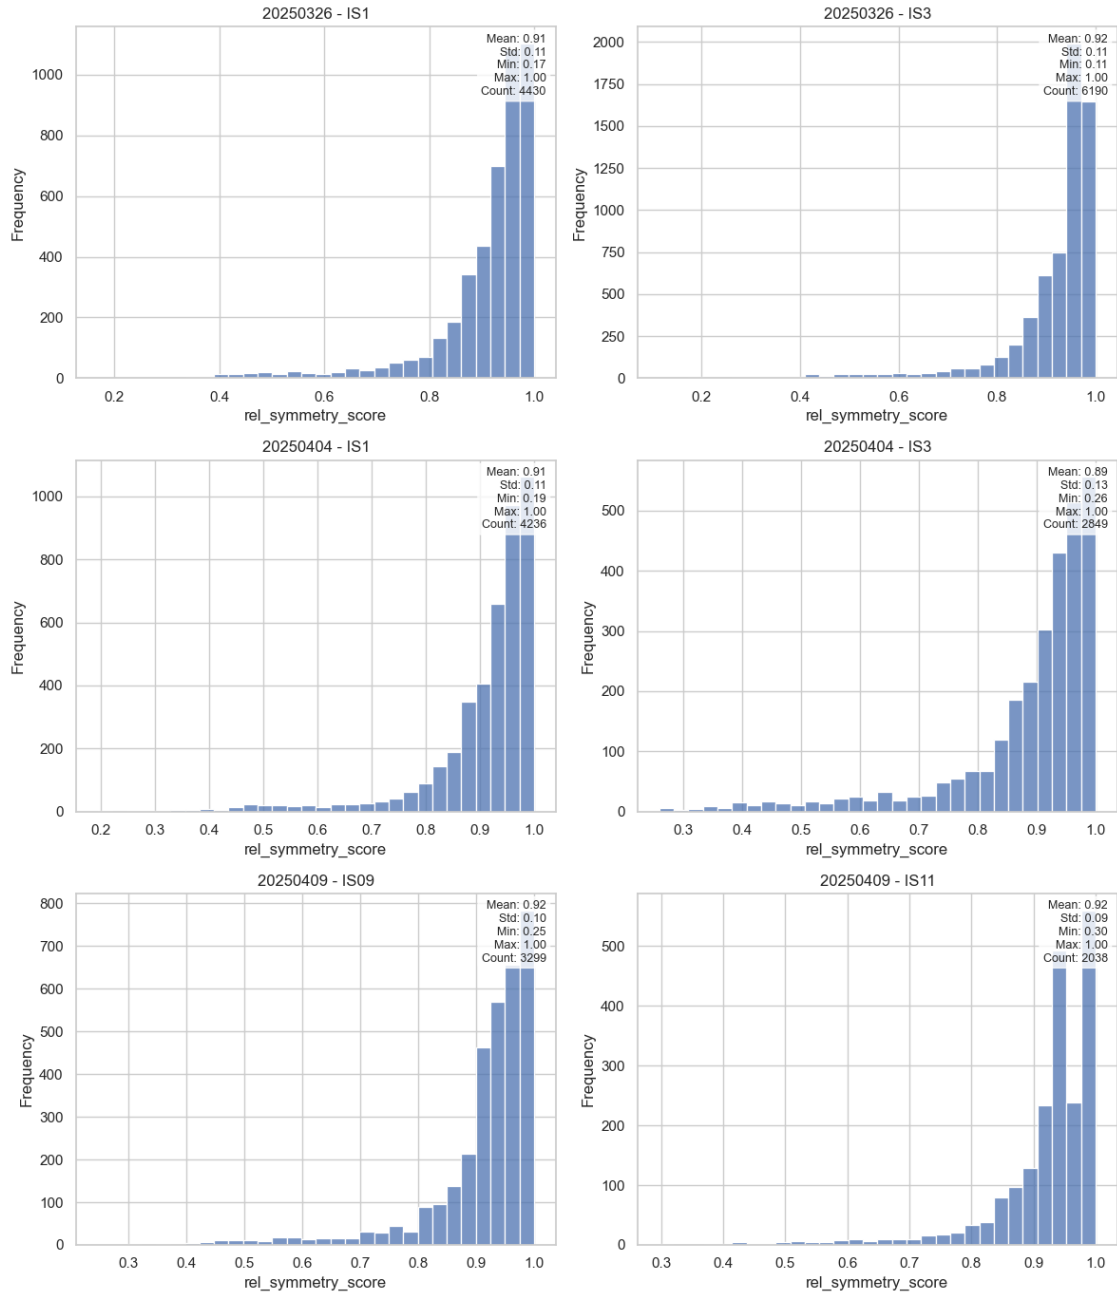 20250326 - IS1
Mean: 0.91
Std: 0.11
Min: 0.17
Max: 1.00
Count: 4430
1000
800
600
400
200
0
Frequency
0.2
0.4
0.6
0.8
1.0
rel_symmetry_score
20250326 - IS3
Mean: 0.92
Std: 0.11
Min: 0.11
Max: 1.00
Count: 6190
2000
1750
1500
1250
1000
750
500
250
0
Frequency
0.2
0.4
0.6
0.8
1.0
rel_symmetry_score
20250404 - IS1
Mean: 0.91
Std: 0.11
Min: 0.19
Max: 1.00
Count: 4236
1000
800
600
400
200
0
Frequency
0.2
0.3
0.4
0.5
0.6
0.7
0.8
0.9
1.0
rel_symmetry_score
20250404 - IS3
Mean: 0.89
Std: 0.13
Min: 0.26
Max: 1.00
Count: 2849
500
400
300
200
100
0
Frequency
0.3
0.4
0.5
0.6
0.7
0.8
0.9
1.0
rel_symmetry_score
20250409 - IS09
Mean: 0.92
Std: 0.10
Min: 0.25
Max: 1.00
Count: 3299
800
700
600
500
400
300
200
100
0
Frequency
0.3
0.4
0.5
0.6
0.7
0.8
0.9
1.0
rel_symmetry_score
20250409 - IS11
Mean: 0.92
Std: 0.09
Min: 0.30
Max: 1.00
Count: 2038
500
400
300
200
100
0
Frequency
0.3
0.4
0.5
0.6
0.7
0.8
0.9
1.0
rel_symmetry_score